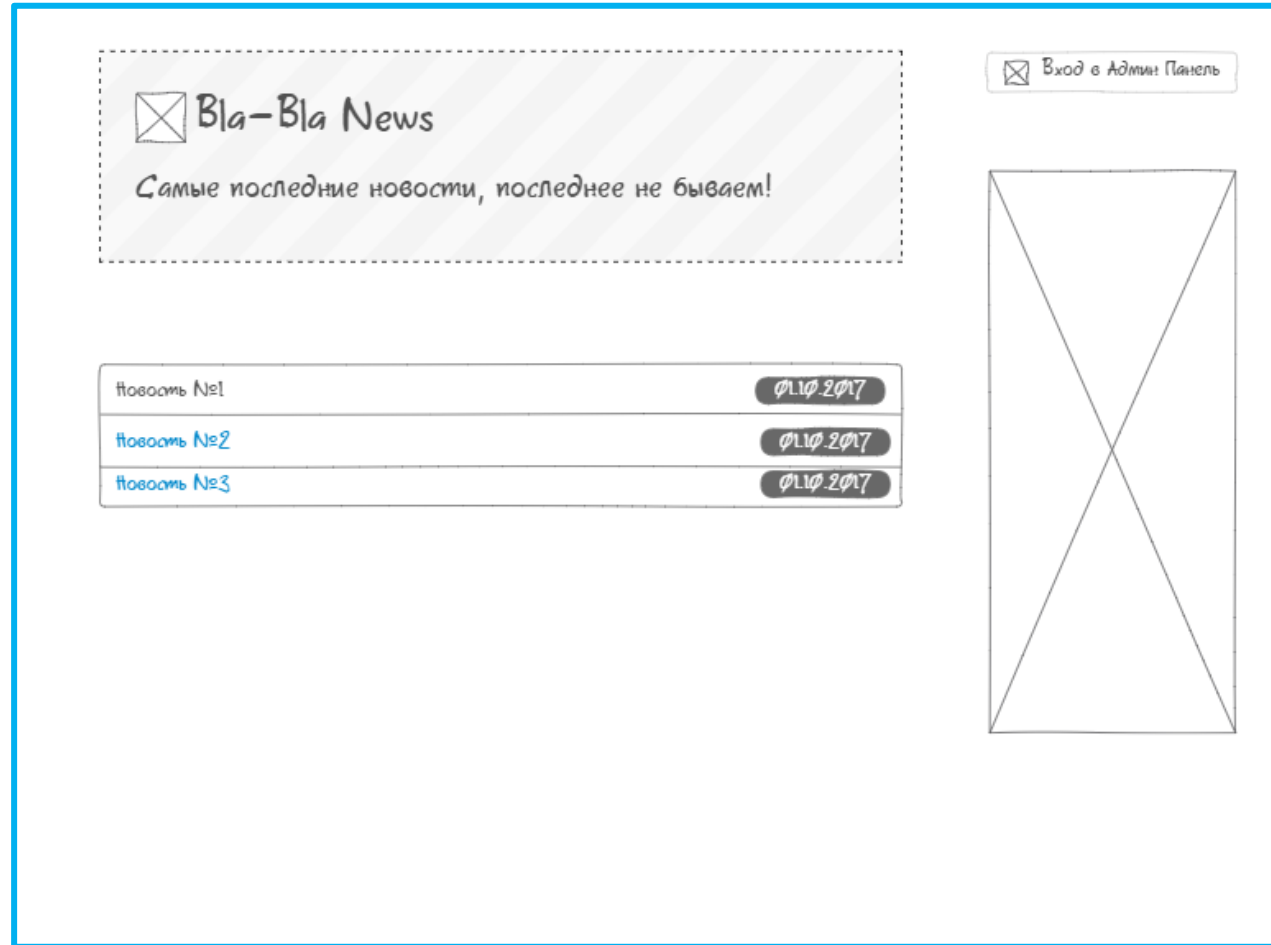 Bla-Bla News
Вход в Админ Панель
Самые последние новости, последнее не бываем!
Новость №1 01.10.2017
Новость №2 01.10.2017
Новость №3 01.10.2017